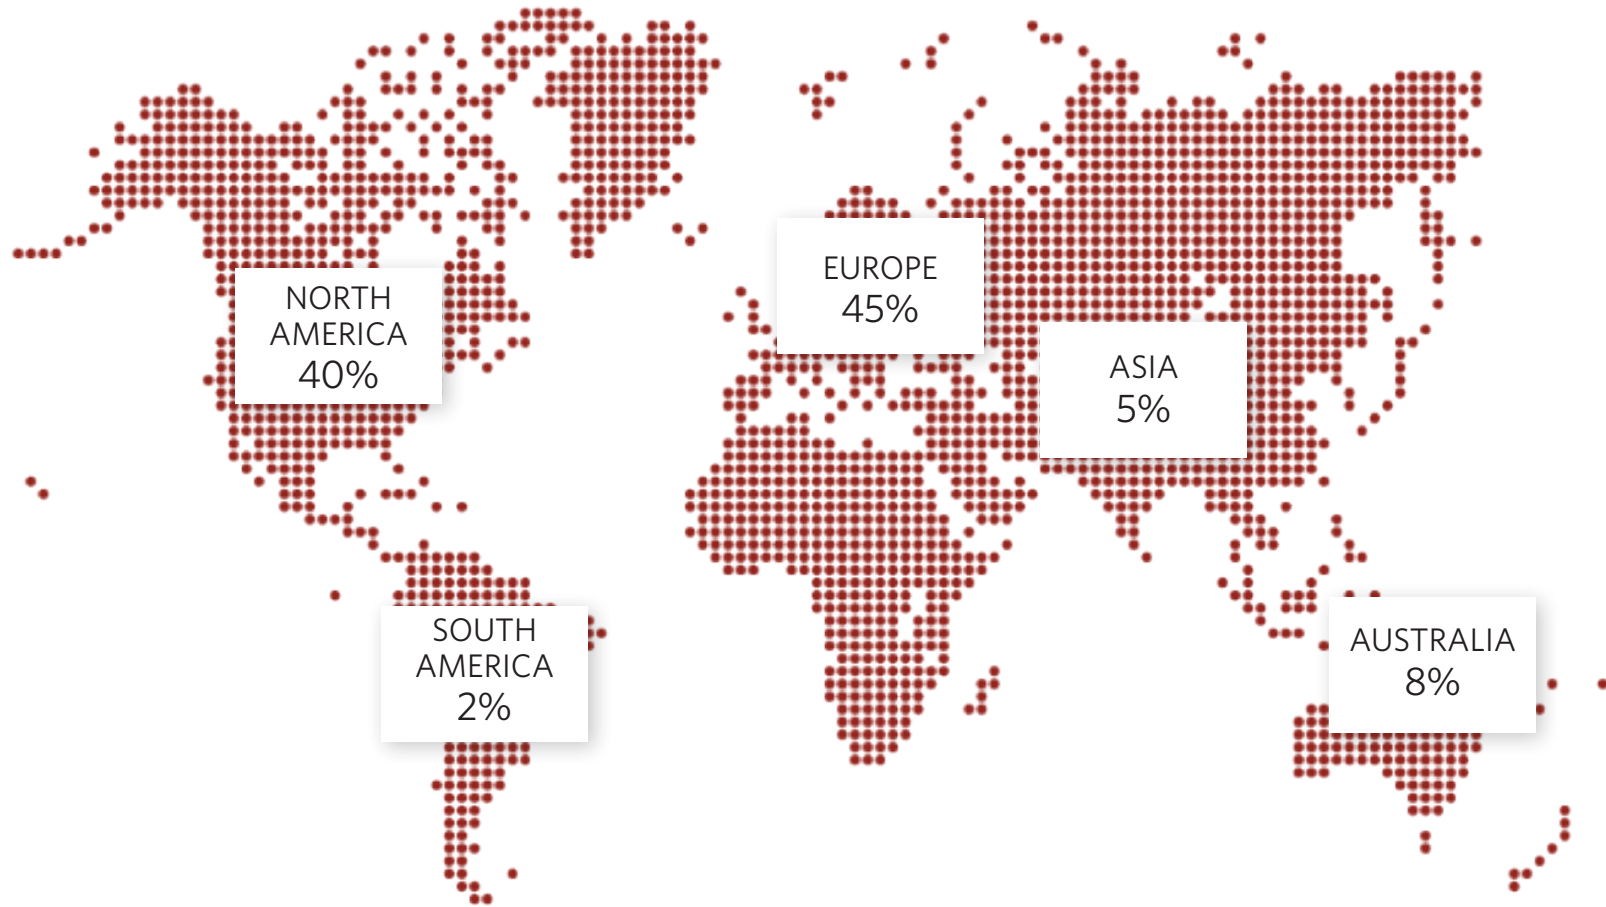 NORTH
AMERICA
40%
EUROPE
45%
ASIA
5%
SOUTH
AMERICA
2%
AUSTRALIA
8%